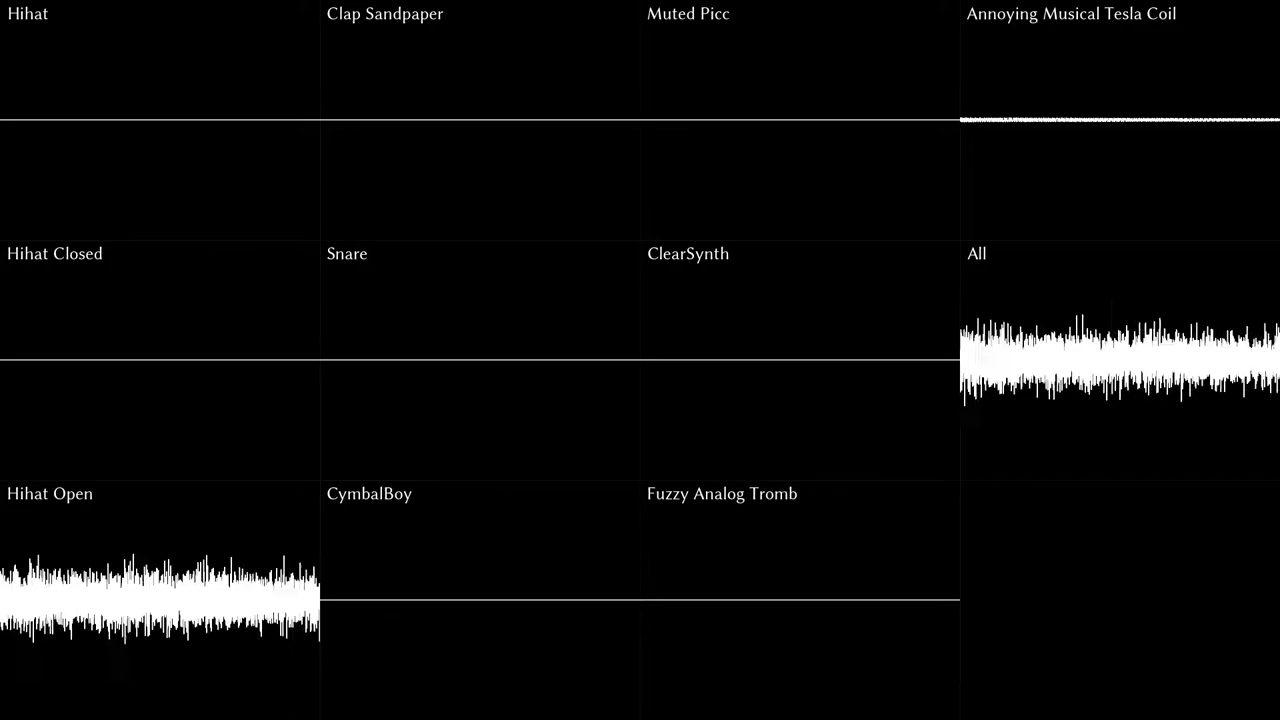 Hihat
Clap Sandpaper
Muted Picc
Annoying Musical Tesla Coil
Hihat Closed
Snare
ClearSynth
All
Hihat Open
CymbalBoy
Fuzzy Analog Tromb